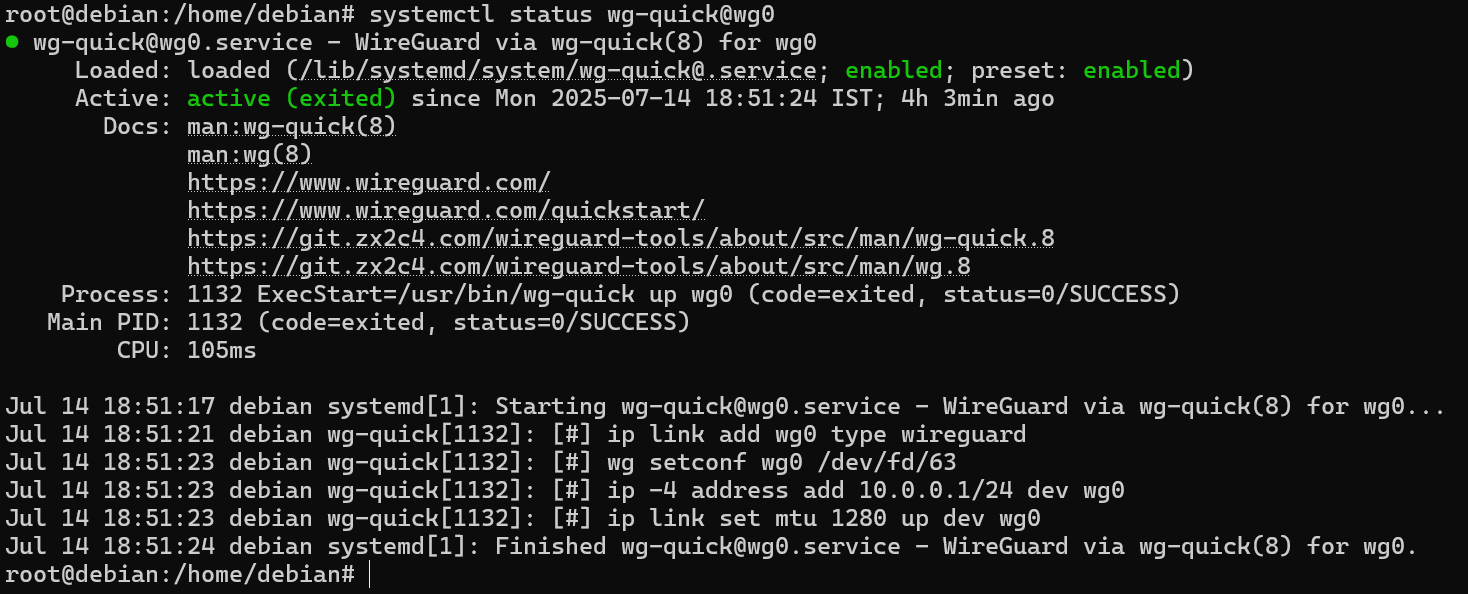 root@debian:/home/debian# systemctl status wg-quick@wg0
● wg-quick@wg0.service - WireGuard via wg-quick(8) for wg0
     Loaded: loaded (/lib/systemd/system/wg-quick@.service; enabled; preset: enabled)
     Active: active (exited) since Mon 2025-07-14 18:51:24 IST; 4h 3min ago
       Docs: man:wg-quick(8)
             man:wg(8)
             https://www.wireguard.com/
             https://www.wireguard.com/quickstart/
             https://git.zx2c4.com/wireguard-tools/about/src/man/wg-quick.8
             https://git.zx2c4.com/wireguard-tools/about/src/man/wg.8
    Process: 1132 ExecStart=/usr/bin/wg-quick up wg0 (code=exited, status=0/SUCCESS)
   Main PID: 1132 (code=exited, status=0/SUCCESS)
        CPU: 105ms

Jul 14 18:51:17 debian systemd[1]: Starting wg-quick@wg0.service - WireGuard via wg-quick(8) for wg0...
Jul 14 18:51:21 debian wg-quick[1132]: [#] ip link add wg0 type wireguard
Jul 14 18:51:23 debian wg-quick[1132]: [#] wg setconf wg0 /dev/fd/63
Jul 14 18:51:23 debian wg-quick[1132]: [#] ip -4 address add 10.0.0.1/24 dev wg0
Jul 14 18:51:23 debian wg-quick[1132]: [#] ip link set mtu 1280 up dev wg0
Jul 14 18:51:24 debian systemd[1]: Finished wg-quick@wg0.service - WireGuard via wg-quick(8) for wg0.
root@debian:/home/debian#